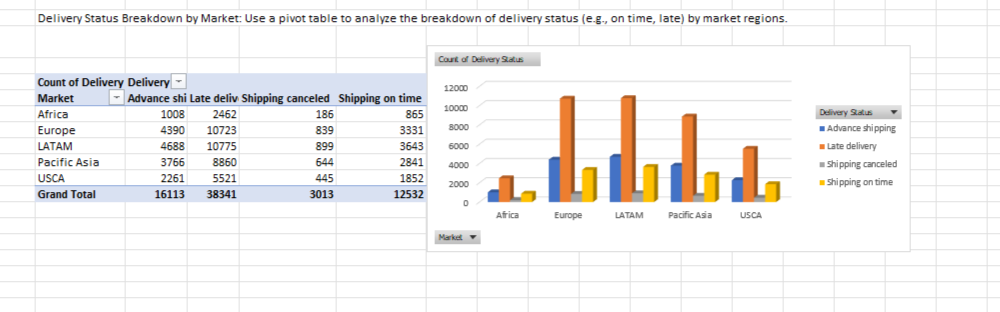 Delivery Status Breakdown by Market: Use a pivot table to analyze the breakdown of delivery status (e.g., on time, late) by market regions.
Count of Delivery Delivery
Market Advance shi Late deliv Shipping canceled Shipping on time
Africa 1008 2462 186 865
Europe 4390 10723 839 3331
LATAM 4688 10775 899 3643
Pacific Asia 3766 8860 644 2841
USCA 2261 5521 445 1852
Grand Total 16113 38341 3013 12532
Count of Delivery Status
12000
10000
8000
6000
4000
2000
0
Africa Europe LATAM Pacific Asia USCA
Delivery Status
Advance shipping
Late delivery
Shipping canceled
Shipping on time
Market